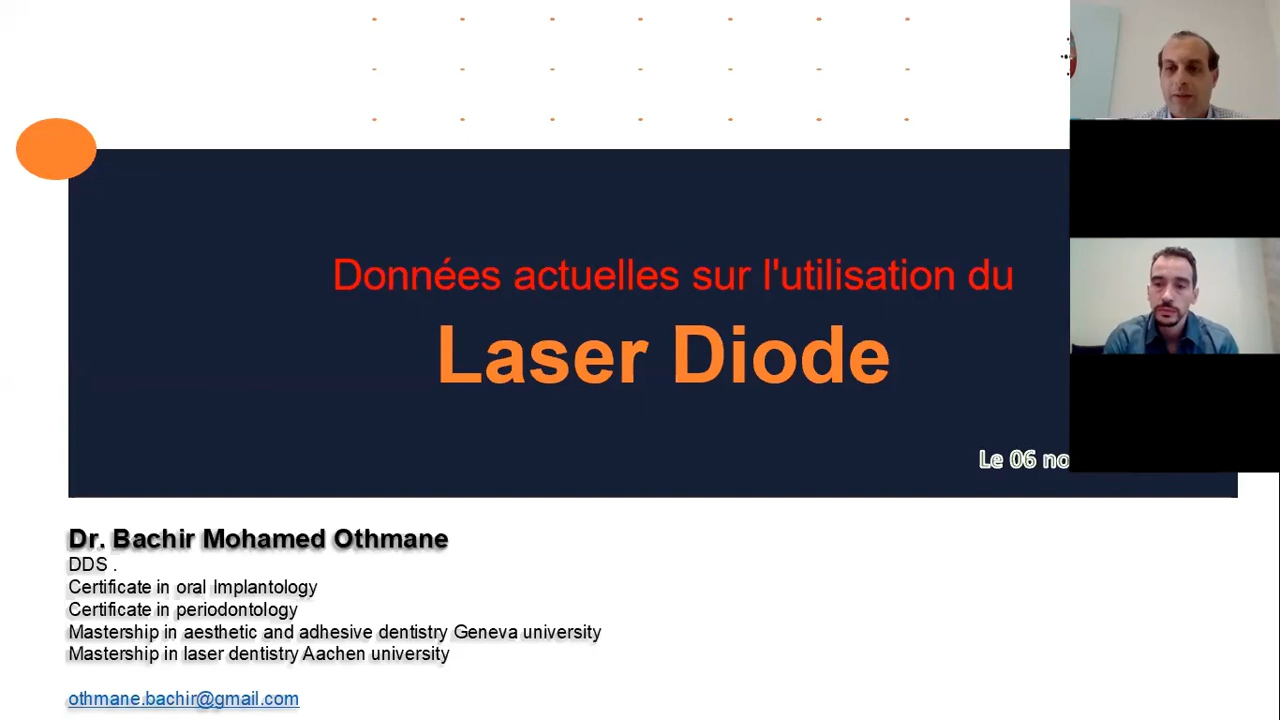 Données actuelles sur l'utilisation du
Laser Diode
Le 06
Dr. Bachir Mohamed Othmane
DDS .
Certificate in oral Implantology
Certificate in periodontology
Mastership in aesthetic and adhesive dentistry Geneva university
Mastership in laser dentistry Aachen university
othmane.bachir@gmail.com